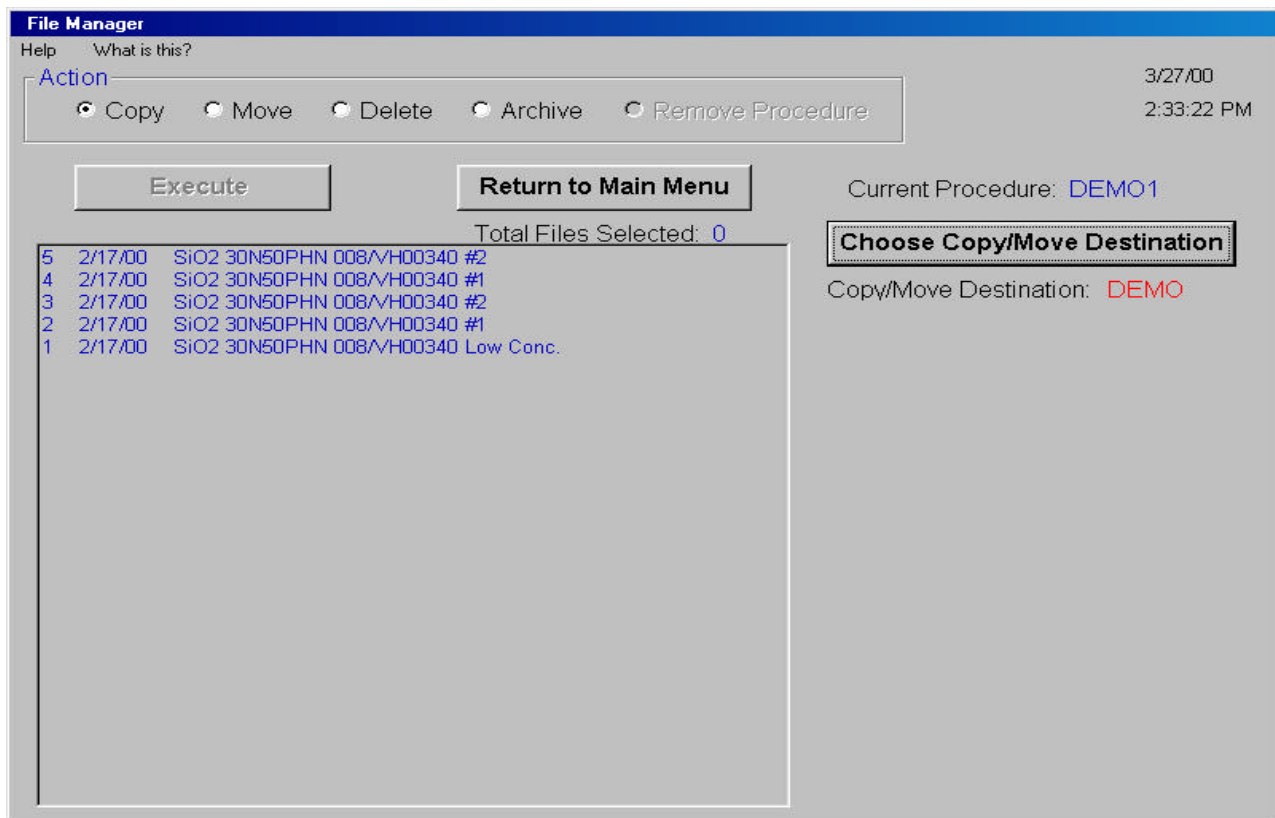 File Manager
Help What is this?
Action
Copy Move Delete Archive Remove Procedure
3/27/00
2:33:22 PM
Execute
Return to Main Menu
Current Procedure: DEMO1
Total Files Selected: 0
Choose Copy/Move Destination
Copy/Move Destination: DEMO
5 2/17/00 SiO2 30N50PHN 008/VH00340 #2
4 2/17/00 SiO2 30N50PHN 008/VH00340 #1
3 2/17/00 SiO2 30N50PHN 008/VH00340 #2
2 2/17/00 SiO2 30N50PHN 008/VH00340 #1
1 2/17/00 SiO2 30N50PHN 008/VH00340 Low Conc.